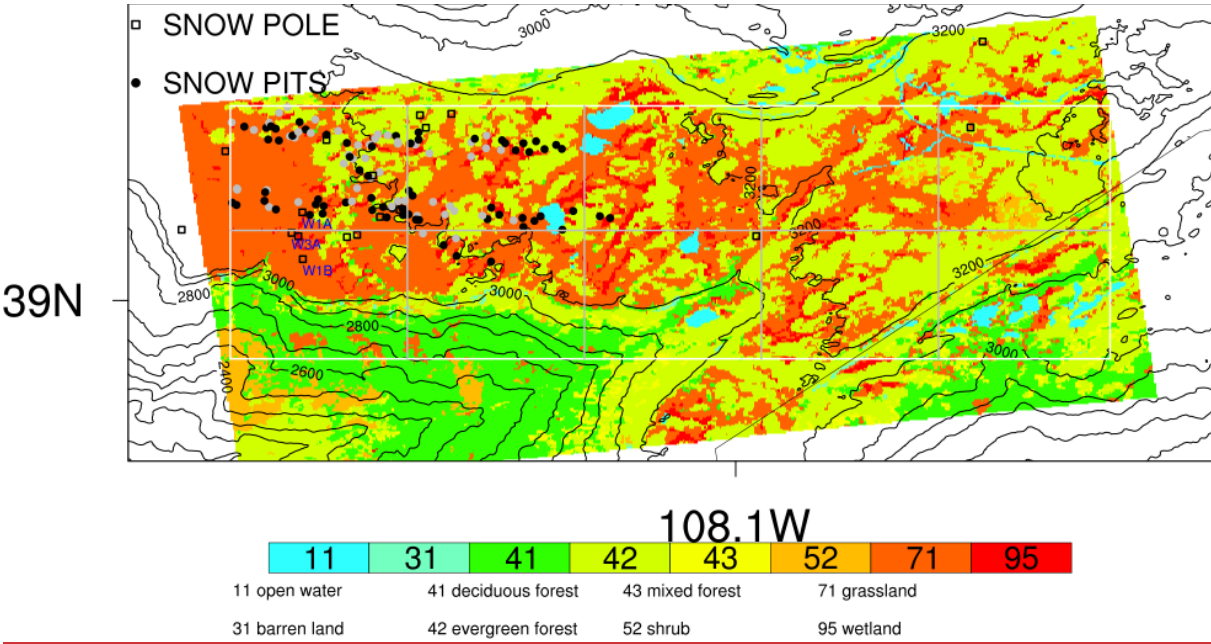 3000
3200
SNOW POLE
SNOW PITS
3200
W1A
3200
W3A
W1B
3200
3000
2800
3000
39N
2800
3000
2600
2400
108.1W
11 31 41 42 43 52 71 95
11 open water 41 deciduous forest 43 mixed forest 71 grassland
31 barren land 42 evergreen forest 52 shrub 95 wetland